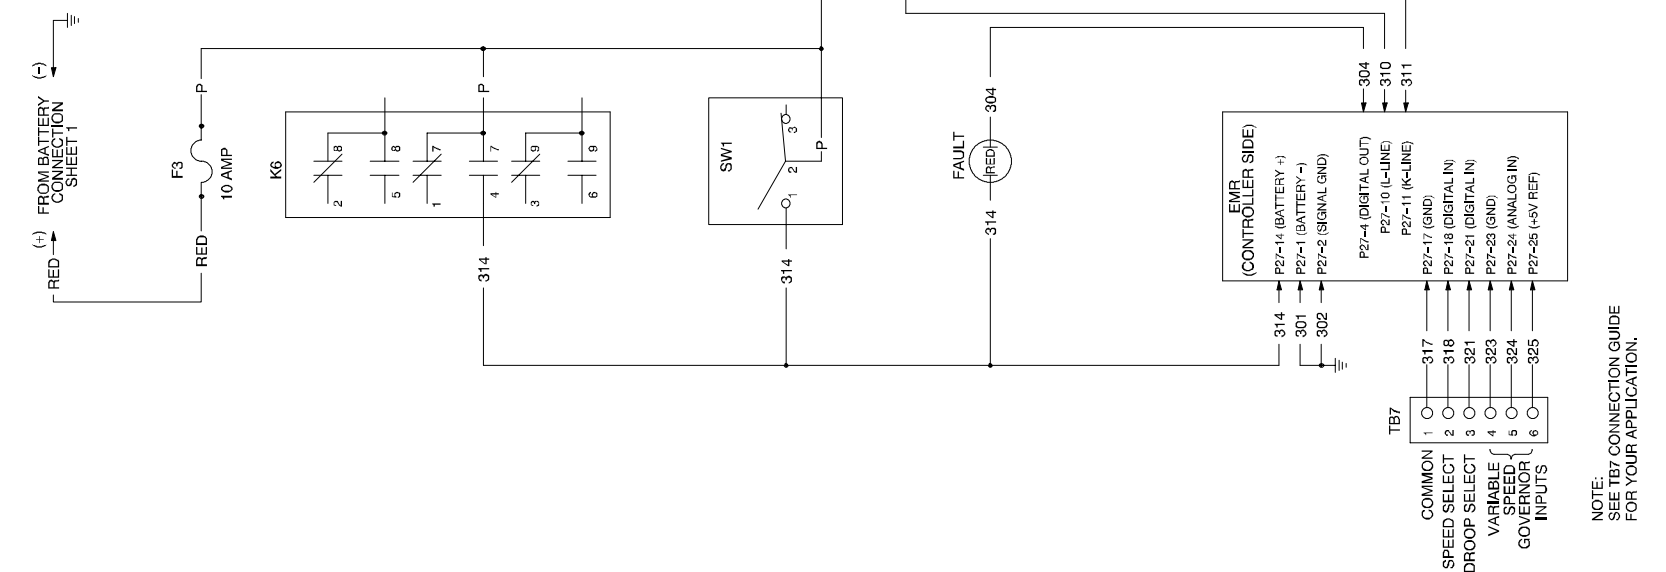 FROM BATTERY
CONNECTION
SHEET 1
(-)
(+)
RED
P
F3
10 AMP
RED
K6
P
8
2
8
5
7
1
7
4
9
3
9
6
314
SW1
3
2
1
P
314
FAULT
304
RED
314
304
310
311
EMR
(CONTROLLER SIDE)
P27-14 (BATTERY +)
P27-1 (BATTERY -)
P27-2 (SIGNAL GND)
P27-4 (DIGITAL OUT)
P27-10 (L-LINE)
P27-11 (K-LINE)
P27-17 (GND)
P27-18 (DIGITAL IN)
P27-21 (DIGITAL IN)
P27-23 (GND)
P27-24 (ANALOG IN)
P27-25 (+5V REF)
314
301
302
317
318
321
323
324
325
TB7
1
2
3
4
5
6
COMMON
SPEED SELECT
DROOP SELECT
VARIABLE
SPEED
GOVERNOR
INPUTS
NOTE:
SEE TB7 CONNECTION GUIDE
FOR YOUR APPLICATION.